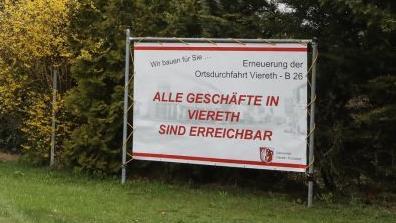 Wir bauen für Sie ...
Erneuerung der
Ortsdurchfahrt Viereth - B 26
ALLE GESCHÄFTE IN
VIERETH
SIND ERREICHBAR